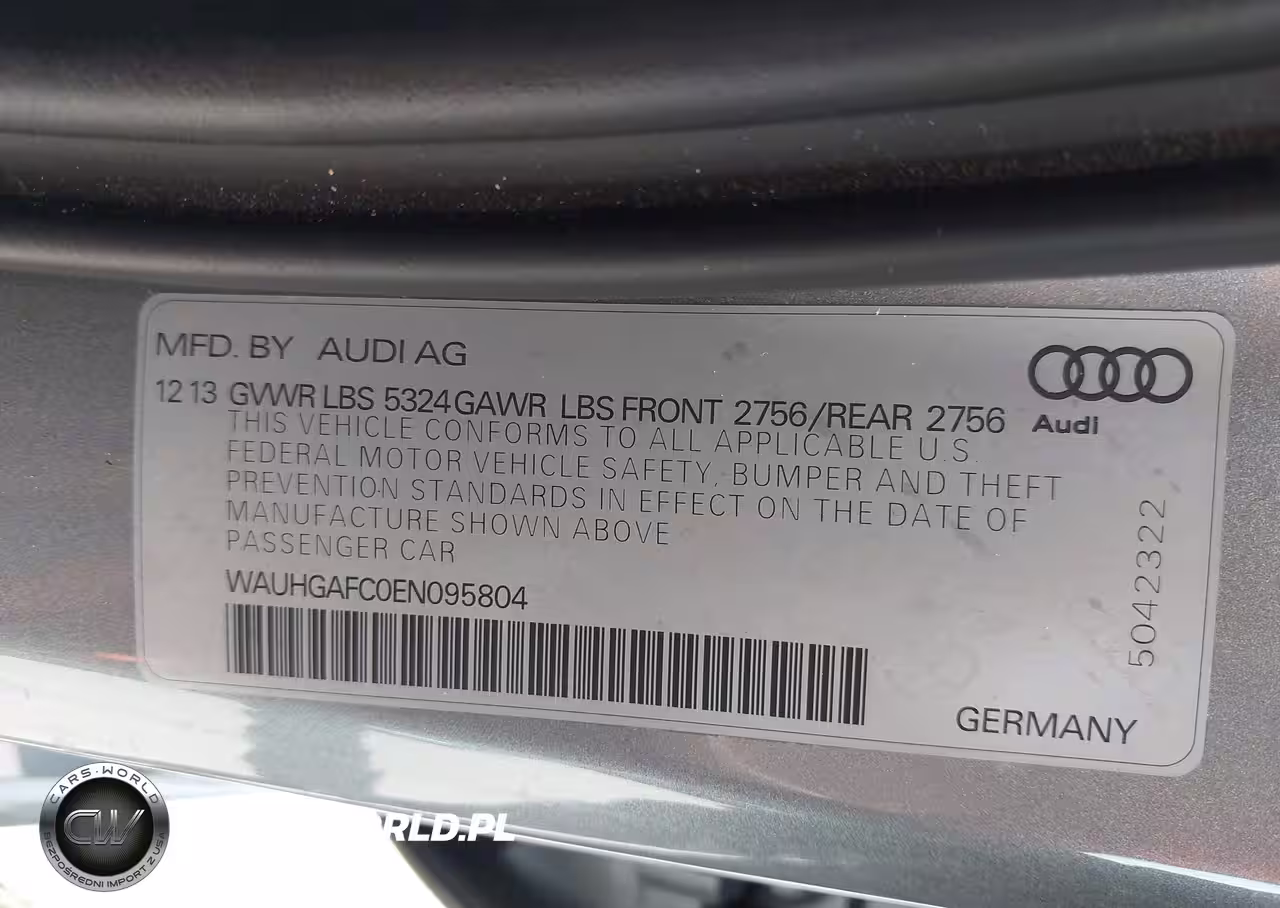 MFD. BY AUDI AG
12 13 GVWR LBS 5324 GAWR LBS FRONT 2756/REAR 2756
Audi
THIS VEHICLE CONFORMS TO ALL APPLICABLE U.S.
FEDERAL MOTOR VEHICLE SAFETY, BUMPER AND THEFT
PREVENTION STANDARDS IN EFFECT ON THE DATE OF
MANUFACTURE SHOWN ABOVE
PASSENGER CAR
WAUHGAFC0EN095804
5042322
GERMANY
CARS·WORLD
CW
BEZPOŚREDNI IMPORT Z USA
ORLD.PL